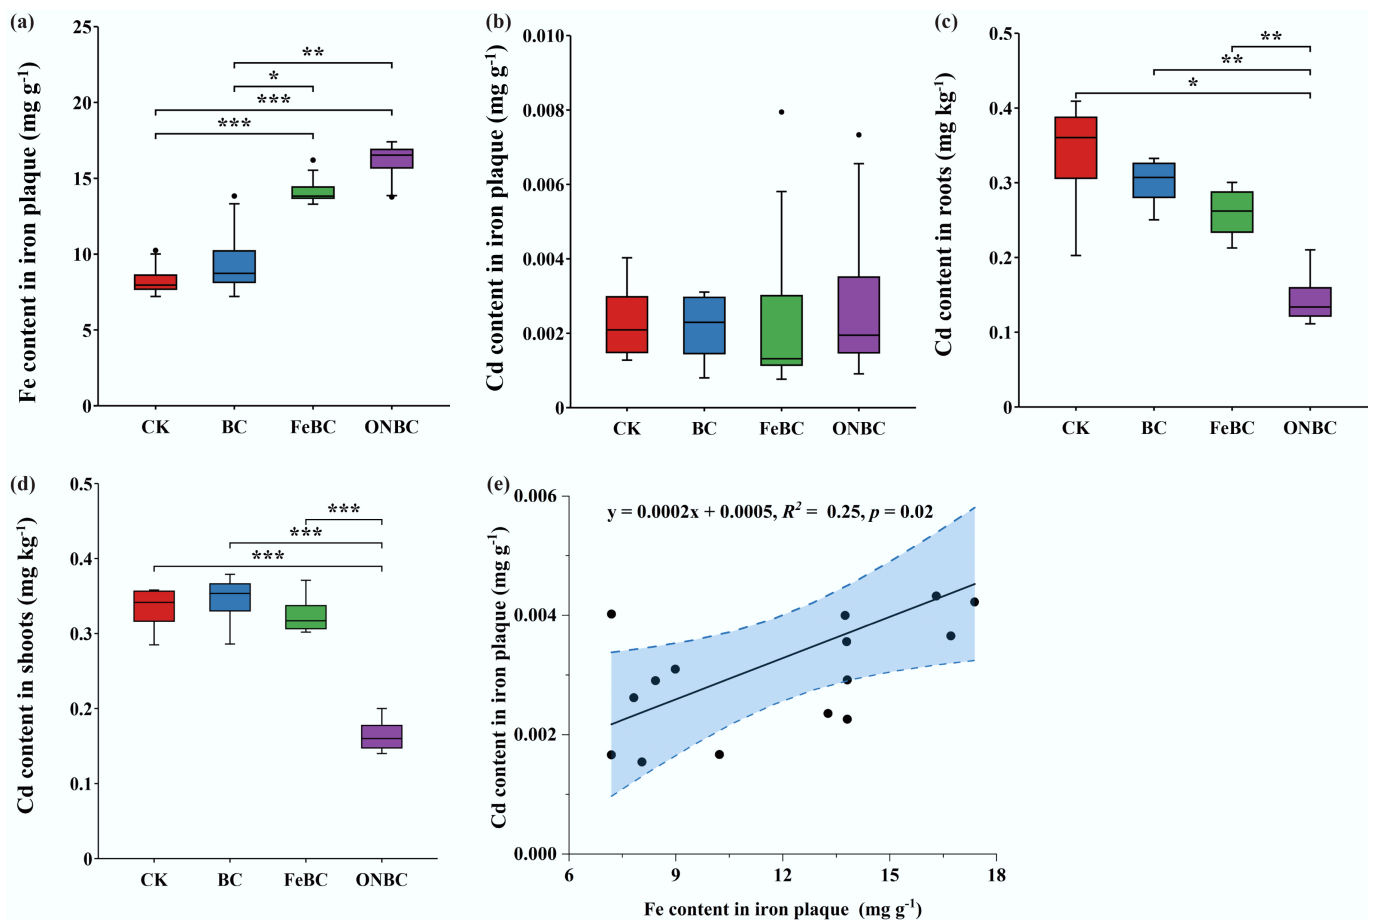 (a)
Fe content in iron plaque (mg g⁻¹)
25
20
15
10
5
0
**
*
***
***
CK BC FeBC ONBC
(b)
Cd content in iron plaque (mg g⁻¹)
0.010
0.008
0.006
0.004
0.002
0
CK BC FeBC ONBC
(c)
Cd content in roots (mg kg⁻¹)
0.5
0.4
0.3
0.2
0.1
0
**
**
*
CK BC FeBC ONBC
(d)
Cd content in shoots (mg kg⁻¹)
0.5
0.4
0.3
0.2
0.1
0
***
***
***
CK BC FeBC ONBC
(e)
Cd content in iron plaque (mg g⁻¹)
0.006
0.004
0.002
0.000
y = 0.0002x + 0.0005, R² = 0.25, p = 0.02
6 9 12 15 18
Fe content in iron plaque (mg g⁻¹)